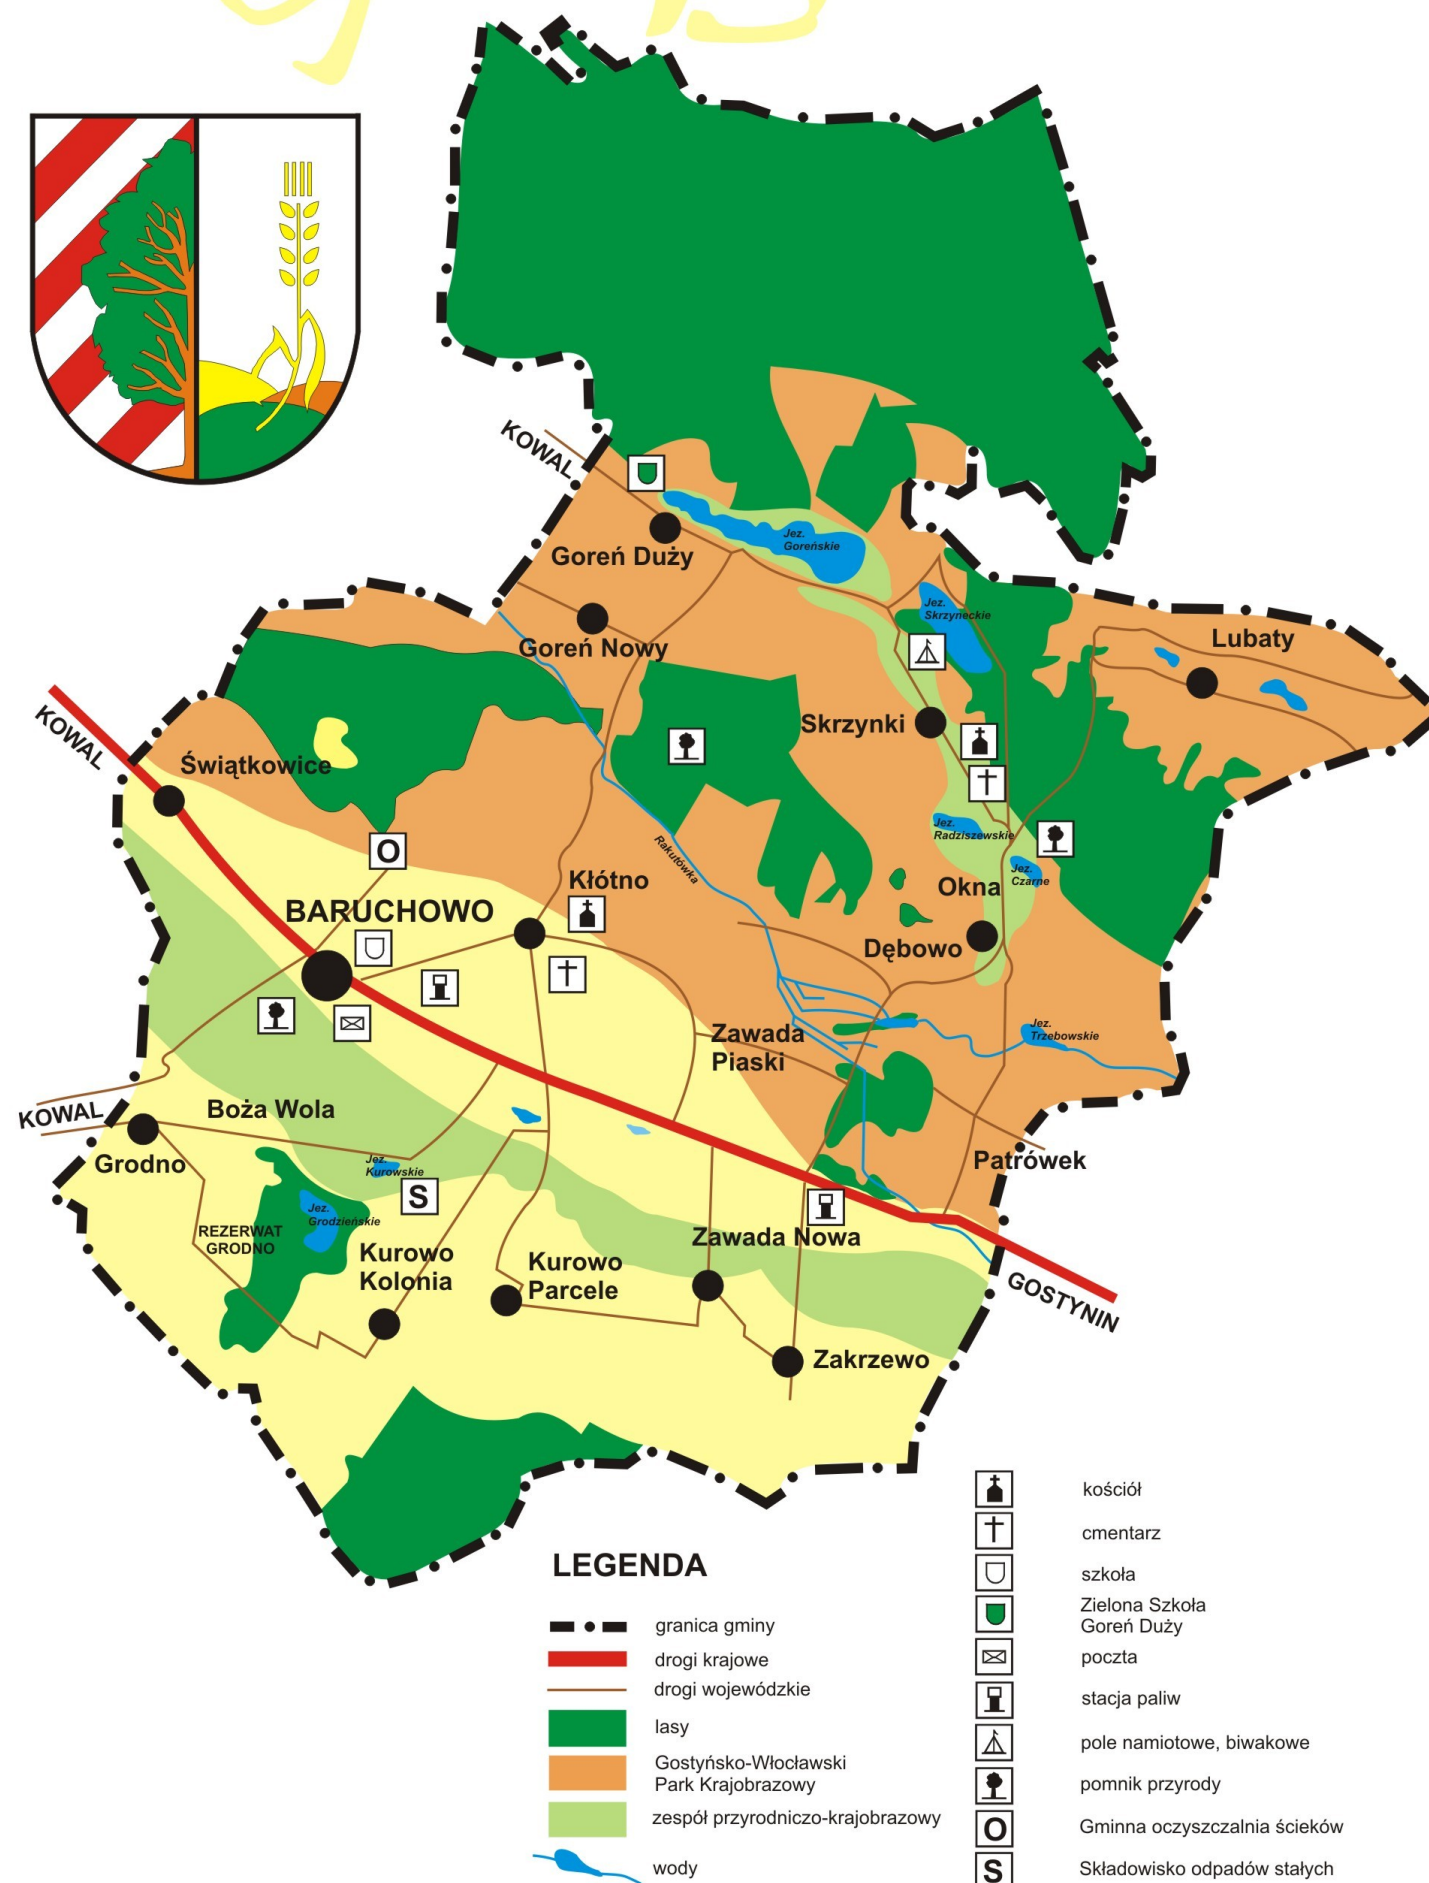 KOWAL
Jez.
Goreńskie
Goreń Duży
Jez.
Skrzyneckie
Goreń Nowy
Lubaty
KOWAL
Skrzynki
Świątkowice
Jez.
Radziszewskie
Rakutówka
O
Kłótno
Jez.
Czarne
Okna
BARUCHOWO
Dębowo
Zawada
Piaski
Jez.
Trzebowskie
KOWAL
Boża Wola
Grodno
Jez.
Kurowskie
Patrówek
S
Jez.
Grodzieńskie
REZERWAT
GRODNO
Zawada Nowa
Kurowo
Kolonia
Kurowo
Parcele
GOSTYNIN
Zakrzewo
LEGENDA
granica gminy
drogi krajowe
drogi wojewódzkie
lasy
Gostyńsko-Włocławski
Park Krajobrazowy
zespół przyrodniczo-krajobrazowy
wody
kościół
cmentarz
szkoła
Zielona Szkoła
Goreń Duży
poczta
stacja paliw
pole namiotowe, biwakowe
pomnik przyrody
O Gminna oczyszczalnia ścieków
S Składowisko odpadów stałych